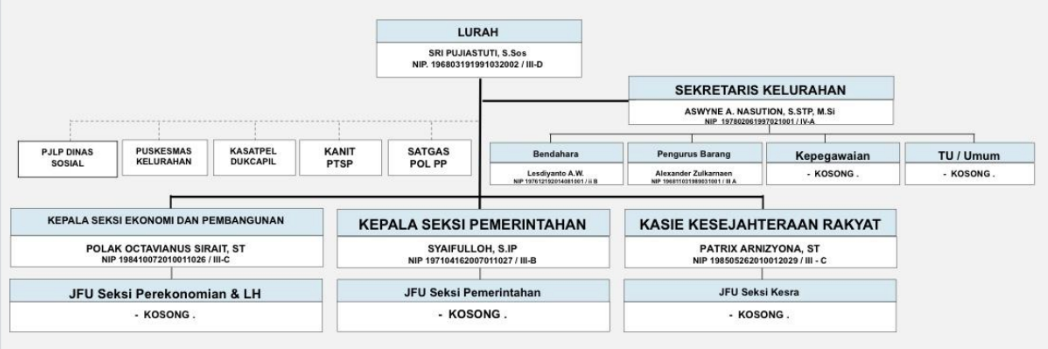 LURAH
SRI PUJIASTUTI, S.Sos
NIP. 196803191991032002 / III-D
SEKRETARIS KELURAHAN
ASWYNE A. NASUTION, S.STP, M.Si
NIP 197802061997021001 / IV-A
PJLP DINAS
SOSIAL
PUSKESMAS
KELURAHAN
KASATPEL
DUKCAPIL
KANIT
PTSP
SATGAS
POL PP
Bendahara
Lesdiyanto A.W.
NIP 197612192014081001 / ii B
Pengurus Barang
Alexander Zulkarnaen
NIP 196811031989031001 / III A
Kepegawaian
- KOSONG .
TU / Umum
- KOSONG .
KEPALA SEKSI EKONOMI DAN PEMBANGUNAN
POLAK OCTAVIANUS SIRAIT, ST
NIP 198410072010011026 / III-C
KEPALA SEKSI PEMERINTAHAN
SYAIFULLOH, S.IP
NIP 197104162007011027 / III-B
KASIE KESEJAHTERAAN RAKYAT
PATRIX ARNIZYONA, ST
NIP 198505262010012029 / III - C
JFU Seksi Perekonomian & LH
- KOSONG .
JFU Seksi Pemerintahan
- KOSONG .
JFU Seksi Kesra
- KOSONG .